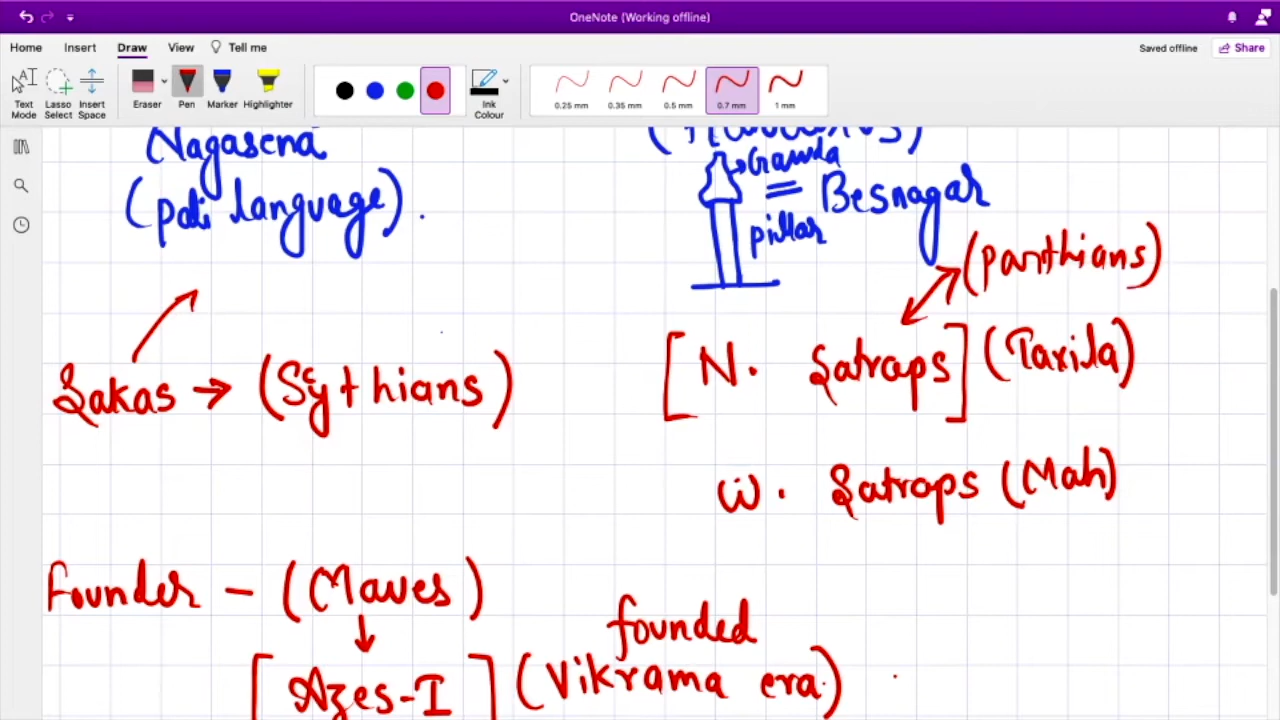 OneNote (Working offline)
Home Insert Draw View Tell me
Saved offline Share
Text Mode Lasso Select Insert Space Eraser Pen Marker Highlighter Ink Colour 0.25 mm 0.35 mm 0.5 mm 0.7 mm 1 mm
Nagasena
(pali language).
Besnagar
pillar
(parthians)
[N. Satraps] (Taxila)
Sakas → (Sythians)
W. Satraps (Mah)
Founder - (Maues)
founded
[Azes-I] (Vikrama era)